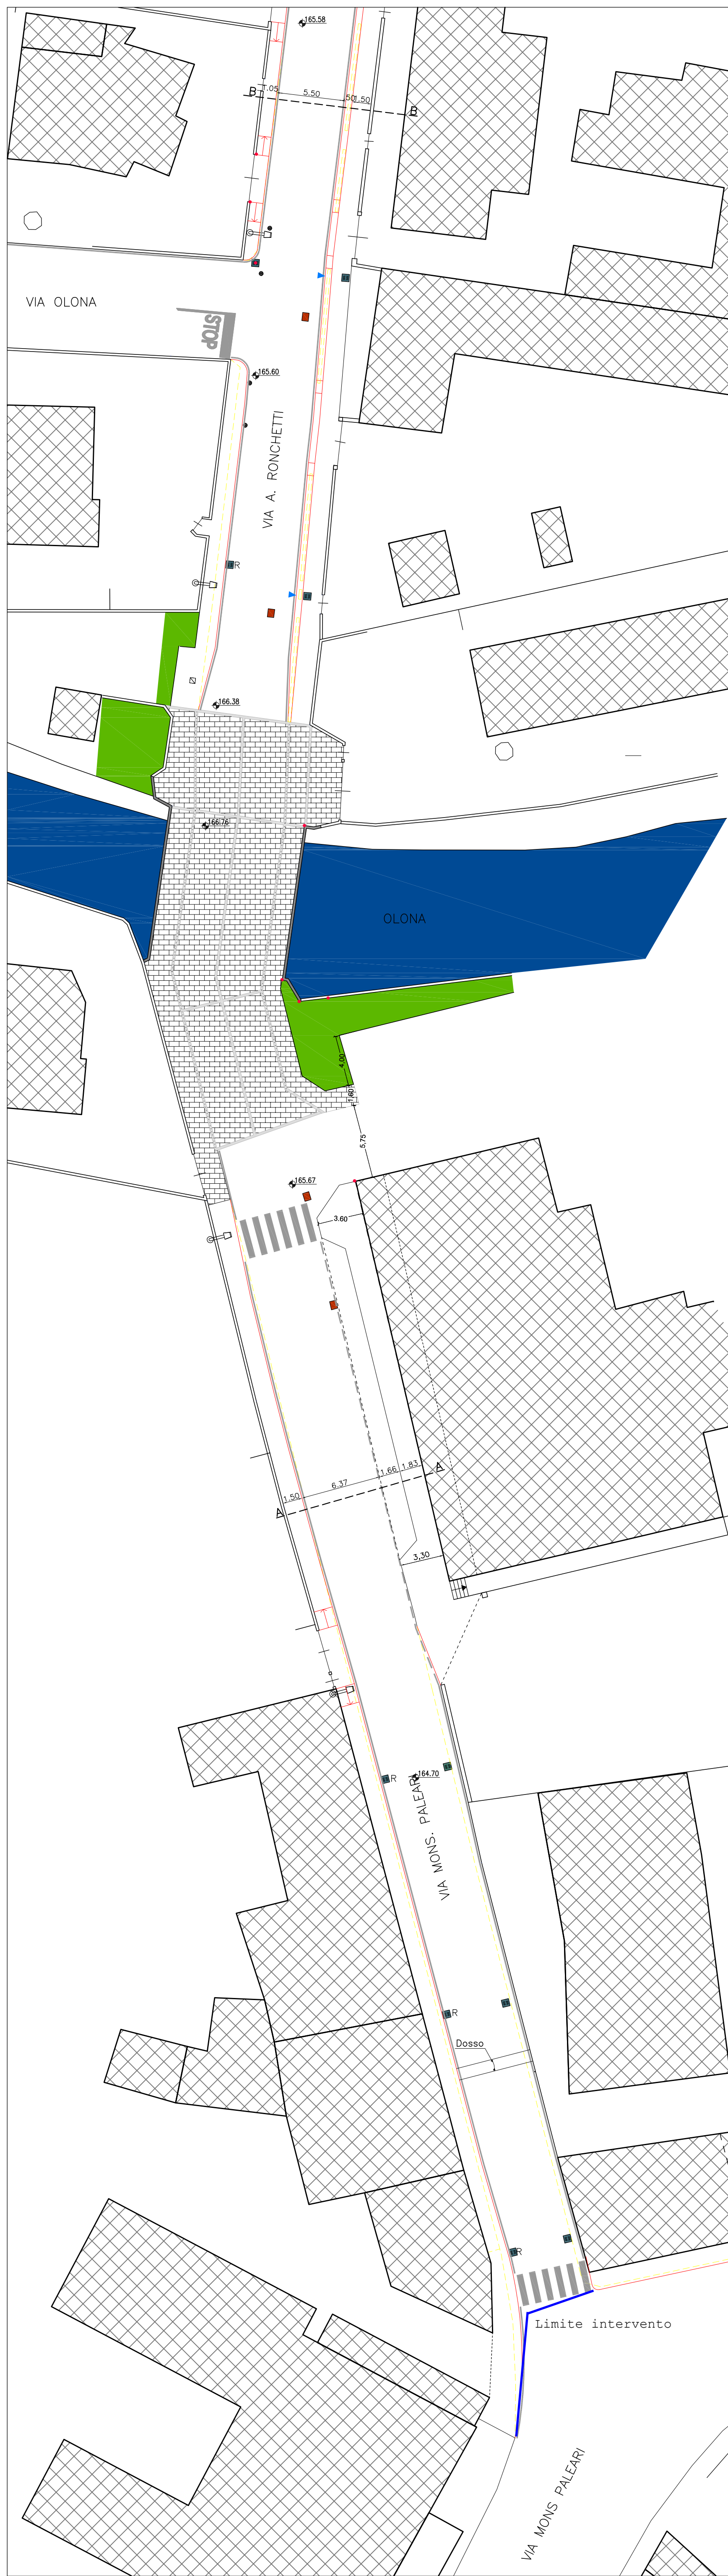 165.58
B 1.05 5.50 .50 1.50 B
VIA OLONA
STOP
165.60
VIA A. RONCHETTI
R
166.38
166.76
OLONA
4.00
1.60
5.75
165.67
3.60
A 1.50 6.37 1.66 1.83 A
3,30
R
164.70
VIA MONS. PALEARI
R
Dosso
R
Limite intervento
VIA MONS PALEARI